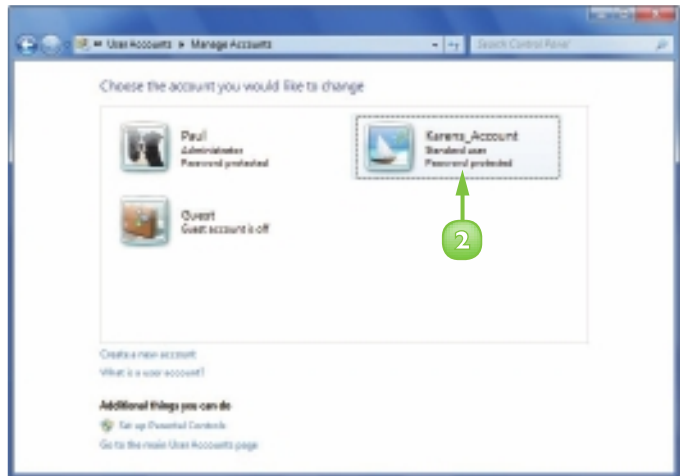 ▸ User Accounts ▸ Manage Accounts
Search Control Panel
Choose the account you would like to change
Paul
Administrator
Password protected
Karens_Account
Standard user
Password protected
Guest
Guest account is off
2
Create a new account
What is a user account?
Additional things you can do
Set up Parental Controls
Go to the main User Accounts page